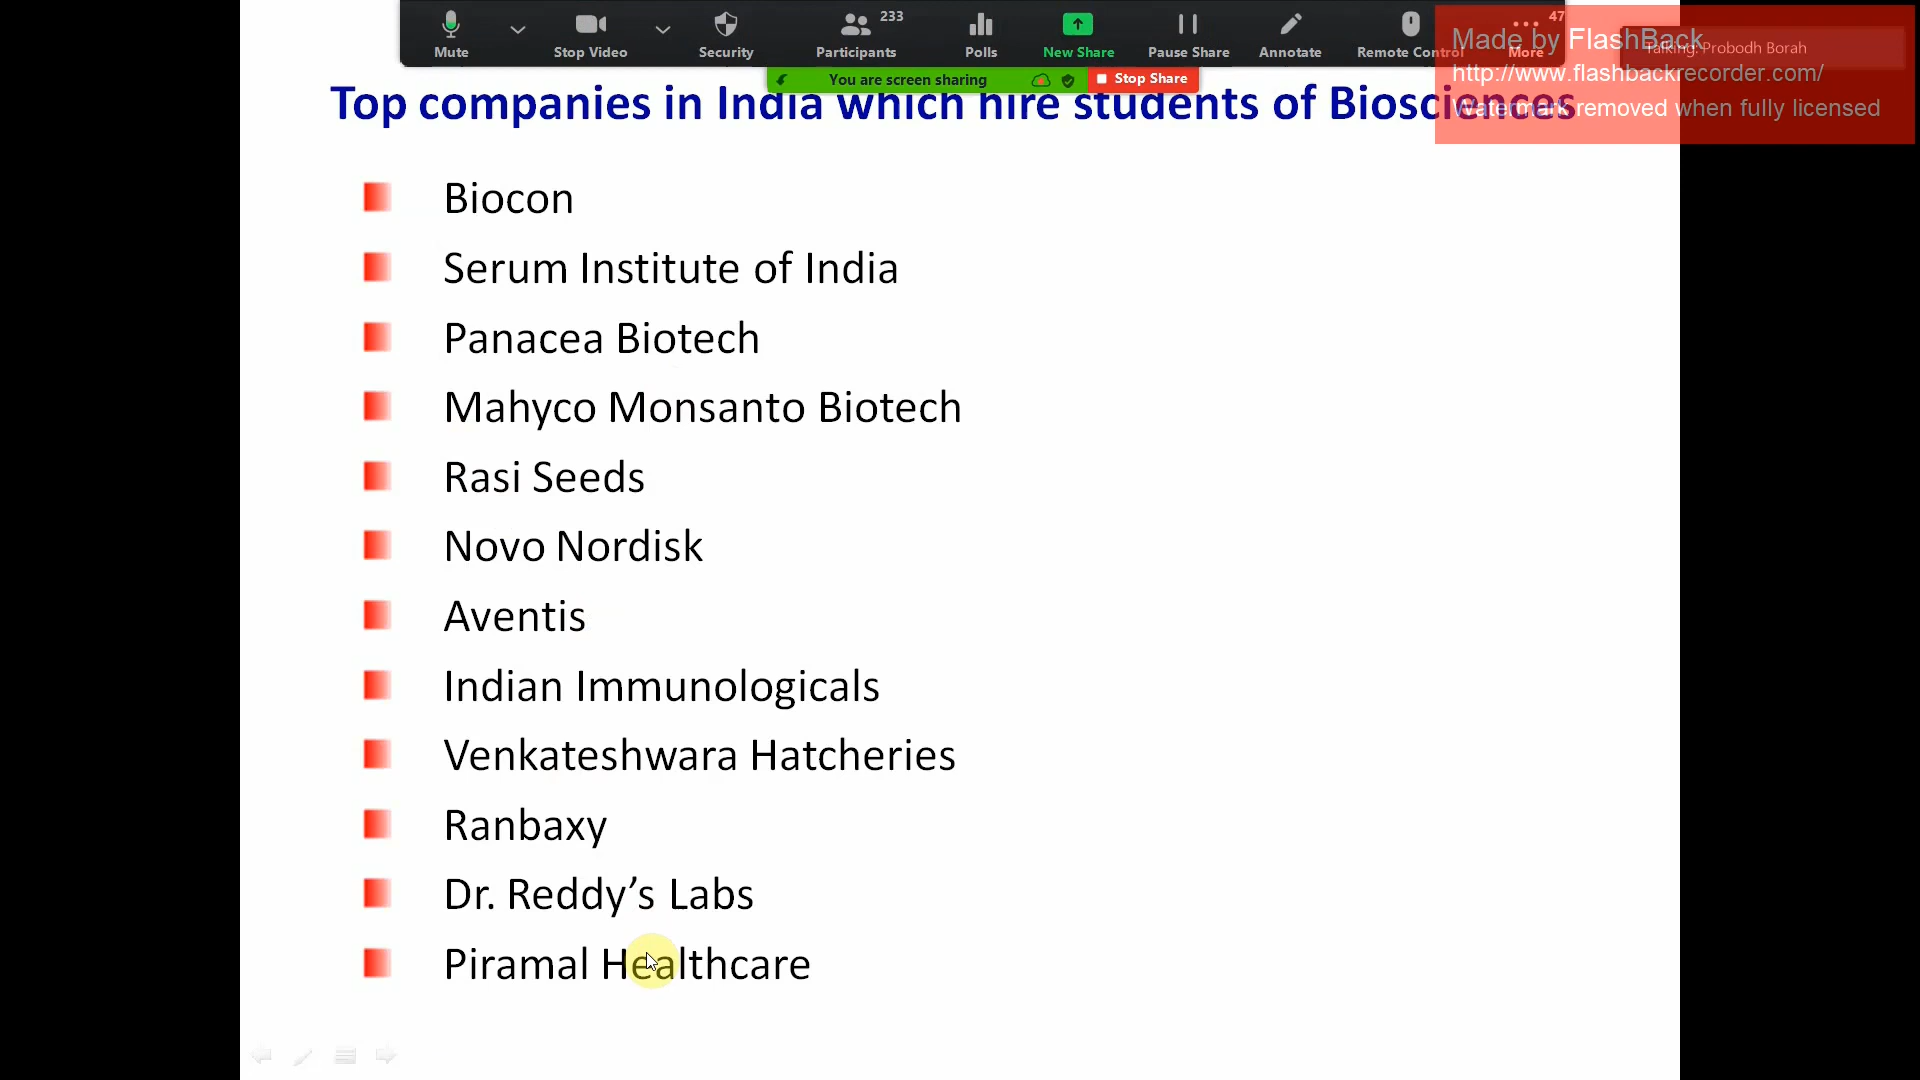 233
47
Mute
Stop Video
Security
Participants
Polls
New Share
Pause Share
Annotate
Remote Control
More
Made by FlashBack
Talking: Probodh Borah
http://www.flashbackrecorder.com/
Watermark removed when fully licensed
You are screen sharing
Stop Share
Top companies in India which hire students of Biosciences
Biocon
Serum Institute of India
Panacea Biotech
Mahyco Monsanto Biotech
Rasi Seeds
Novo Nordisk
Aventis
Indian Immunologicals
Venkateshwara Hatcheries
Ranbaxy
Dr. Reddy’s Labs
Piramal Healthcare